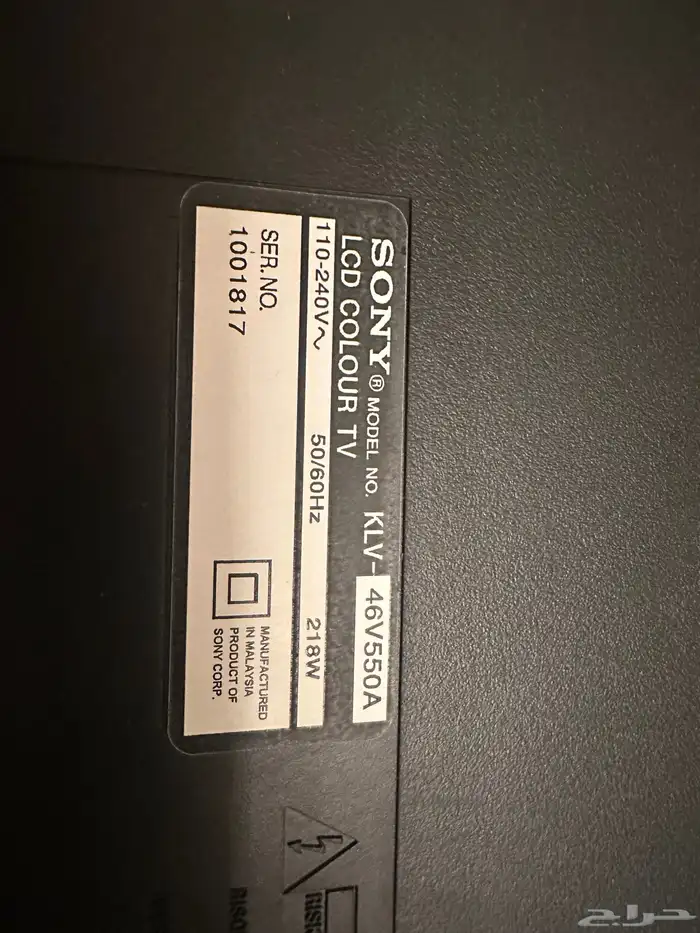 SONY® MODEL NO. KLV-46V550A
LCD COLOUR TV
110-240V~ 50/60Hz 218W
SER.NO.
1001817
MANUFACTURED
IN MALAYSIA
PRODUCT OF
SONY CORP.
حراج